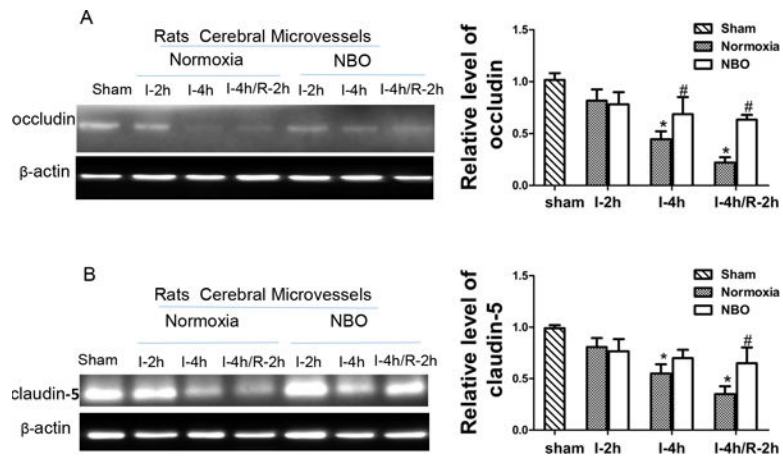 A
Rats Cerebral Microvessels
Normoxia NBO
Sham I-2h I-4h I-4h/R-2h I-2h I-4h I-4h/R-2h
occludin
β-actin
Relative level of
occludin
1.5
1.0
0.5
0.0
Sham
Normoxia
NBO
#
#
*
*
sham I-2h I-4h I-4h/R-2h
B
Rats Cerebral Microvessels
Normoxia NBO
Sham I-2h I-4h I-4h/R-2h I-2h I-4h I-4h/R-2h
claudin-5
β-actin
Relative level of
claudin-5
1.5
1.0
0.5
0.0
Sham
Normoxia
NBO
#
*
*
sham I-2h I-4h I-4h/R-2h